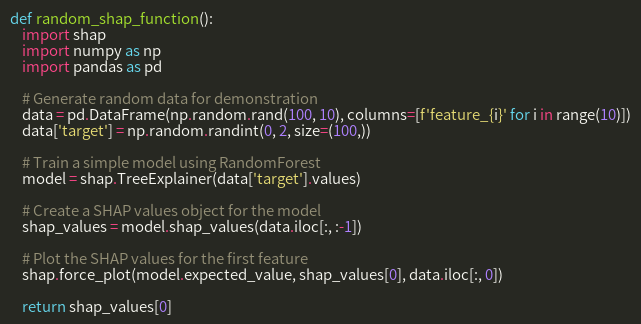 def random_shap_function():
    import shap
    import numpy as np
    import pandas as pd

    # Generate random data for demonstration
    data = pd.DataFrame(np.random.rand(100, 10), columns=[f'feature_{i}' for i in range(10)])
    data['target'] = np.random.randint(0, 2, size=(100,))

    # Train a simple model using RandomForest
    model = shap.TreeExplainer(data['target'].values)

    # Create a SHAP values object for the model
    shap_values = model.shap_values(data.iloc[:, :-1])

    # Plot the SHAP values for the first feature
    shap.force_plot(model.expected_value, shap_values[0], data.iloc[:, 0])

    return shap_values[0]